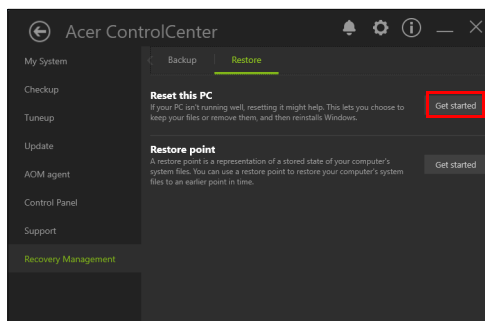 Acer ControlCenter
My System
Checkup
Tuneup
Update
AOM agent
Control Panel
Support
Recovery Management
Backup
Restore
Reset this PC
If your PC isn't running well, resetting it might help. This lets you choose to
keep your files or remove them, and then reinstalls Windows.
Get started
Restore point
A restore point is a representation of a stored state of your computer's
system files. You can use a restore point to restore your computer's system
files to an earlier point in time.
Get started